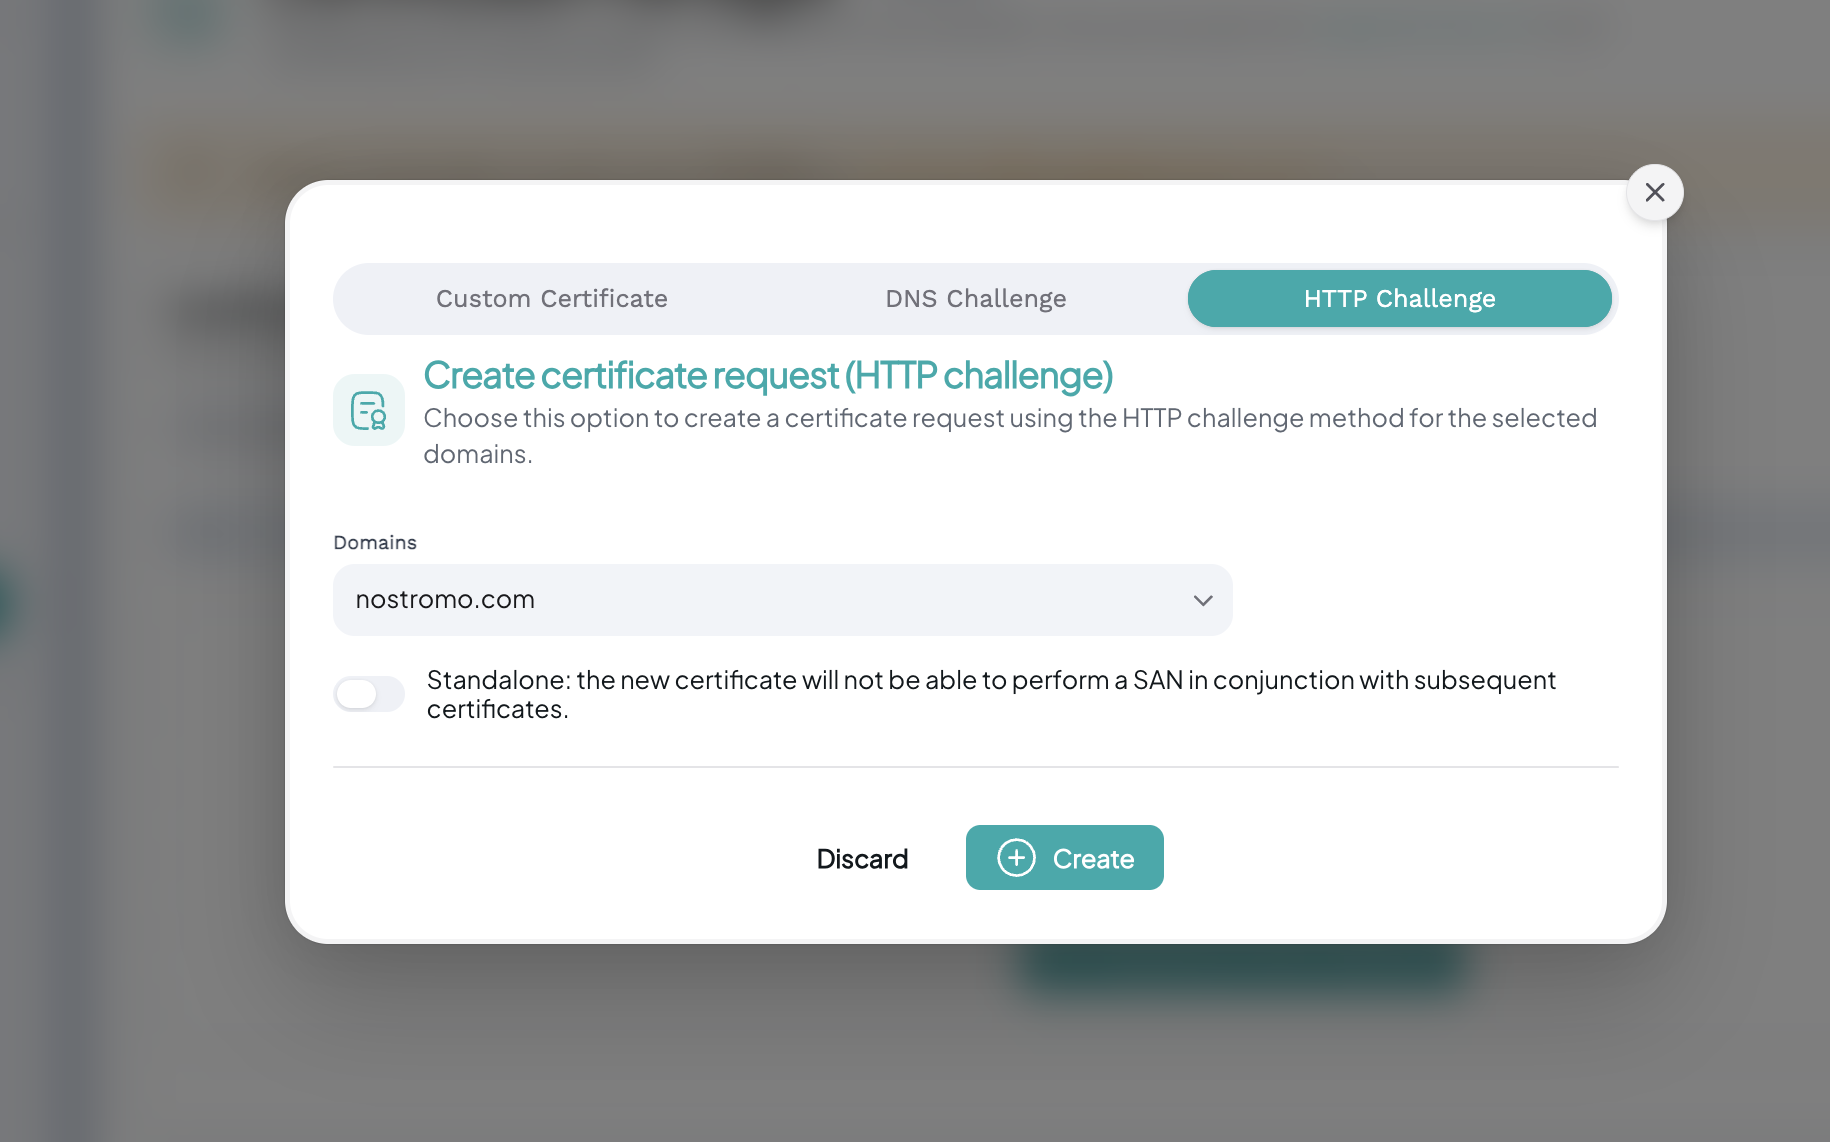 Custom Certificate
DNS Challenge
HTTP Challenge
Create certificate request (HTTP challenge)
Choose this option to create a certificate request using the HTTP challenge method for the selected
domains.
Domains
nostromo.com
Standalone: the new certificate will not be able to perform a SAN in conjunction with subsequent
certificates.
Discard
Create